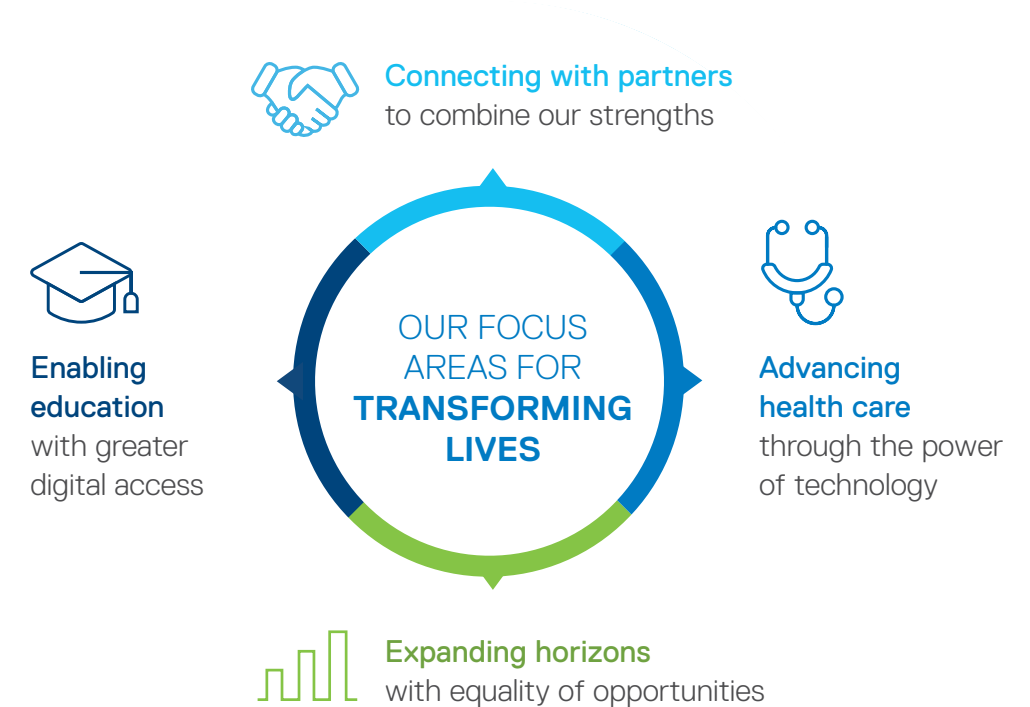 Connecting with partners
to combine our strengths
Enabling
education
with greater
digital access
OUR FOCUS
AREAS FOR
TRANSFORMING
LIVES
Advancing
health care
through the power
of technology
Expanding horizons
with equality of opportunities